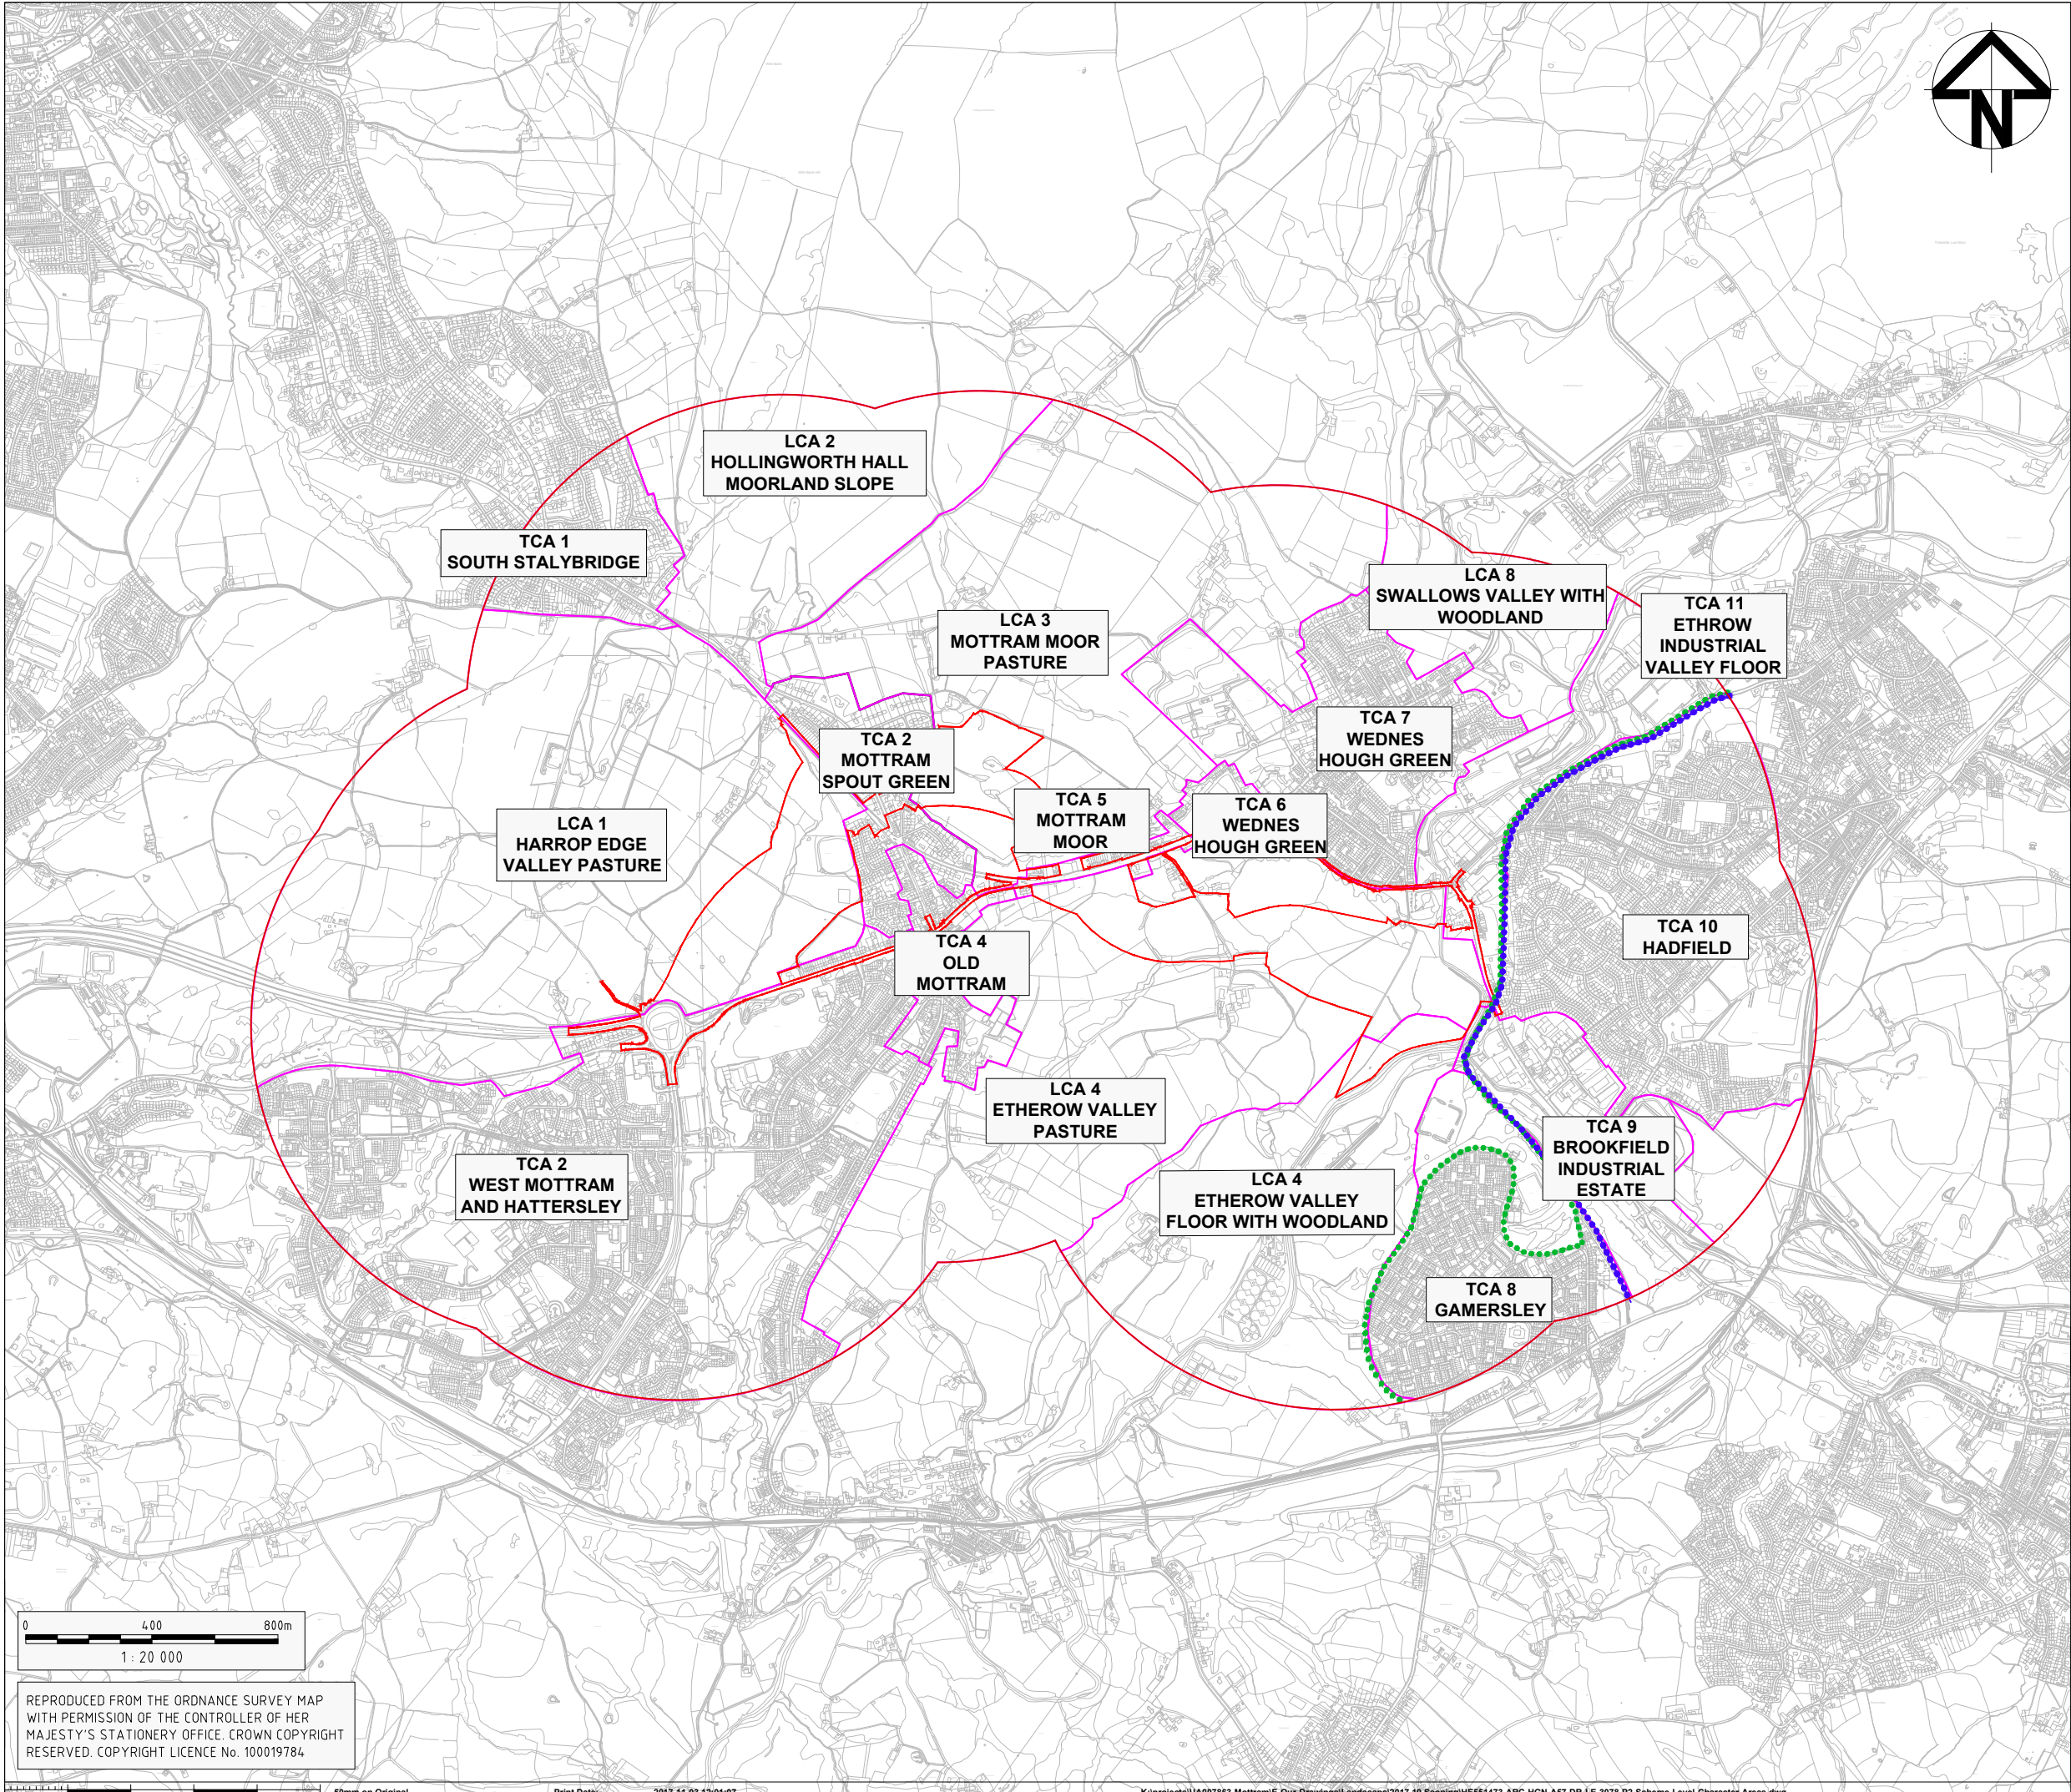 N
LCA 2
HOLLINGWORTH HALL
MOORLAND SLOPE
TCA 1
SOUTH STALYBRIDGE
LCA 8
SWALLOWS VALLEY WITH
WOODLAND
TCA 11
ETHROW
INDUSTRIAL
VALLEY FLOOR
LCA 3
MOTTRAM MOOR
PASTURE
TCA 7
WEDNES
HOUGH GREEN
TCA 2
MOTTRAM
SPOUT GREEN
TCA 5
MOTTRAM
MOOR
TCA 6
WEDNES
HOUGH GREEN
LCA 1
HARROP EDGE
VALLEY PASTURE
TCA 10
HADFIELD
TCA 4
OLD
MOTTRAM
LCA 4
ETHEROW VALLEY
PASTURE
TCA 9
BROOKFIELD
INDUSTRIAL
ESTATE
TCA 2
WEST MOTTRAM
AND HATTERSLEY
LCA 4
ETHEROW VALLEY
FLOOR WITH WOODLAND
TCA 8
GAMERSLEY
0 400 800m
1 : 20 000
REPRODUCED FROM THE ORDNANCE SURVEY MAP
WITH PERMISSION OF THE CONTROLLER OF HER
MAJESTY'S STATIONERY OFFICE. CROWN COPYRIGHT
RESERVED. COPYRIGHT LICENCE No. 100019784